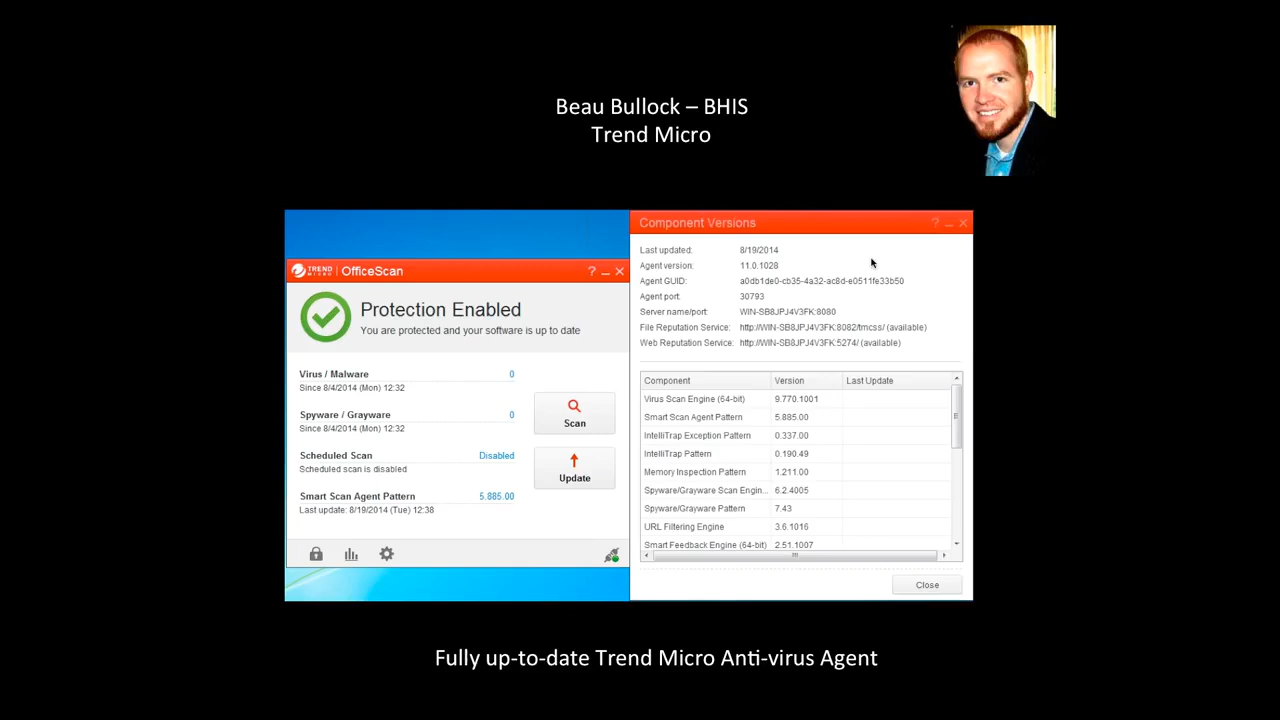 Beau Bullock – BHIS
Trend Micro
TREND MICRO OfficeScan
?
Protection Enabled
You are protected and your software is up to date
Virus / Malware 0
Since 8/4/2014 (Mon) 12:32
Spyware / Grayware 0
Since 8/4/2014 (Mon) 12:32
Scheduled Scan Disabled
Scheduled scan is disabled
Smart Scan Agent Pattern 5.885.00
Last update: 8/19/2014 (Tue) 12:38
Scan
Update
Component Versions
?
Last updated: 8/19/2014
Agent version: 11.0.1028
Agent GUID: a0db1de0-cb35-4a32-ac8d-e0511fe33b50
Agent port: 30793
Server name/port: WIN-SB8JPJ4V3FK:8080
File Reputation Service: http://WIN-SB8JPJ4V3FK:8082/tmcss/ (available)
Web Reputation Service: http://WIN-SB8JPJ4V3FK:5274/ (available)
Component Version Last Update
Virus Scan Engine (64-bit) 9.770.1001
Smart Scan Agent Pattern 5.885.00
IntelliTrap Exception Pattern 0.337.00
IntelliTrap Pattern 0.190.49
Memory Inspection Pattern 1.211.00
Spyware/Grayware Scan Engin... 6.2.4005
Spyware/Grayware Pattern 7.43
URL Filtering Engine 3.6.1016
Smart Feedback Engine (64-bit) 2.51.1007
Close
Fully up-to-date Trend Micro Anti-virus Agent